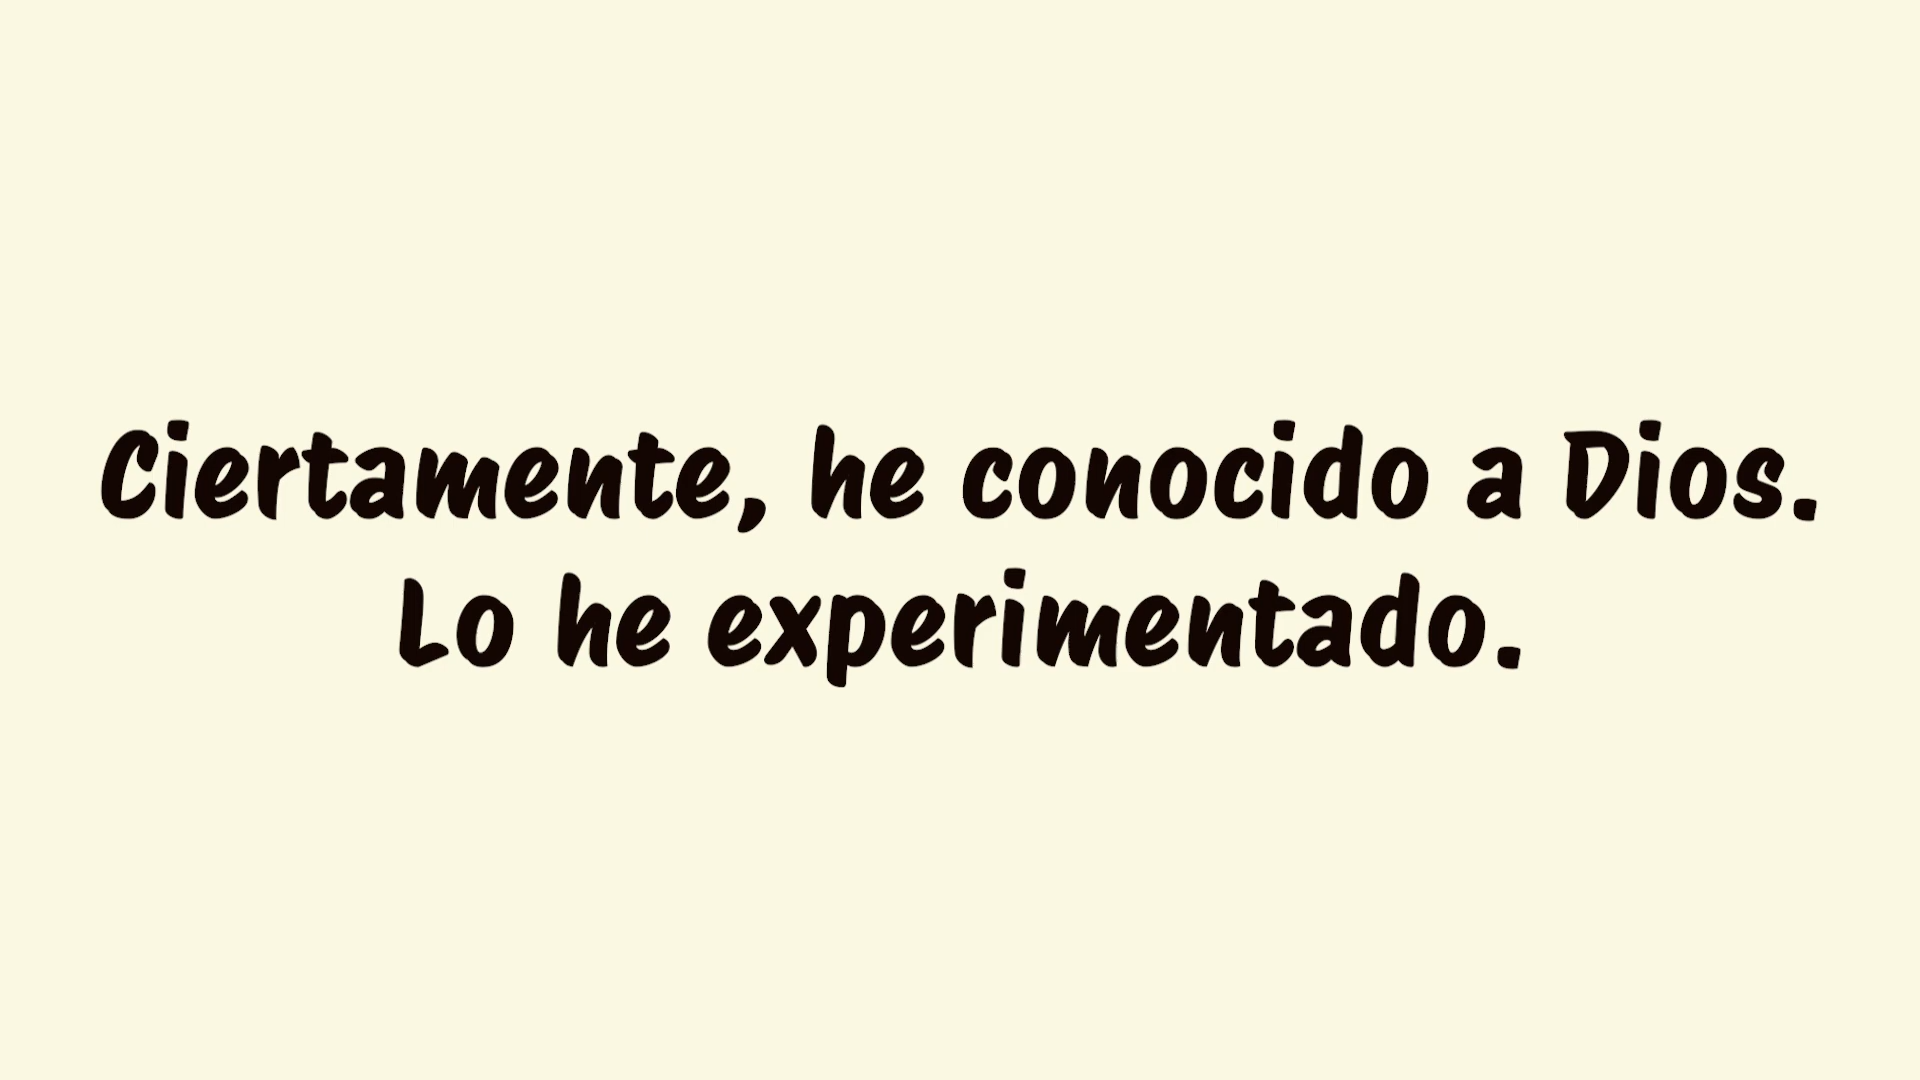 Ciertamente, he conocido a Dios.
Lo he experimentado.